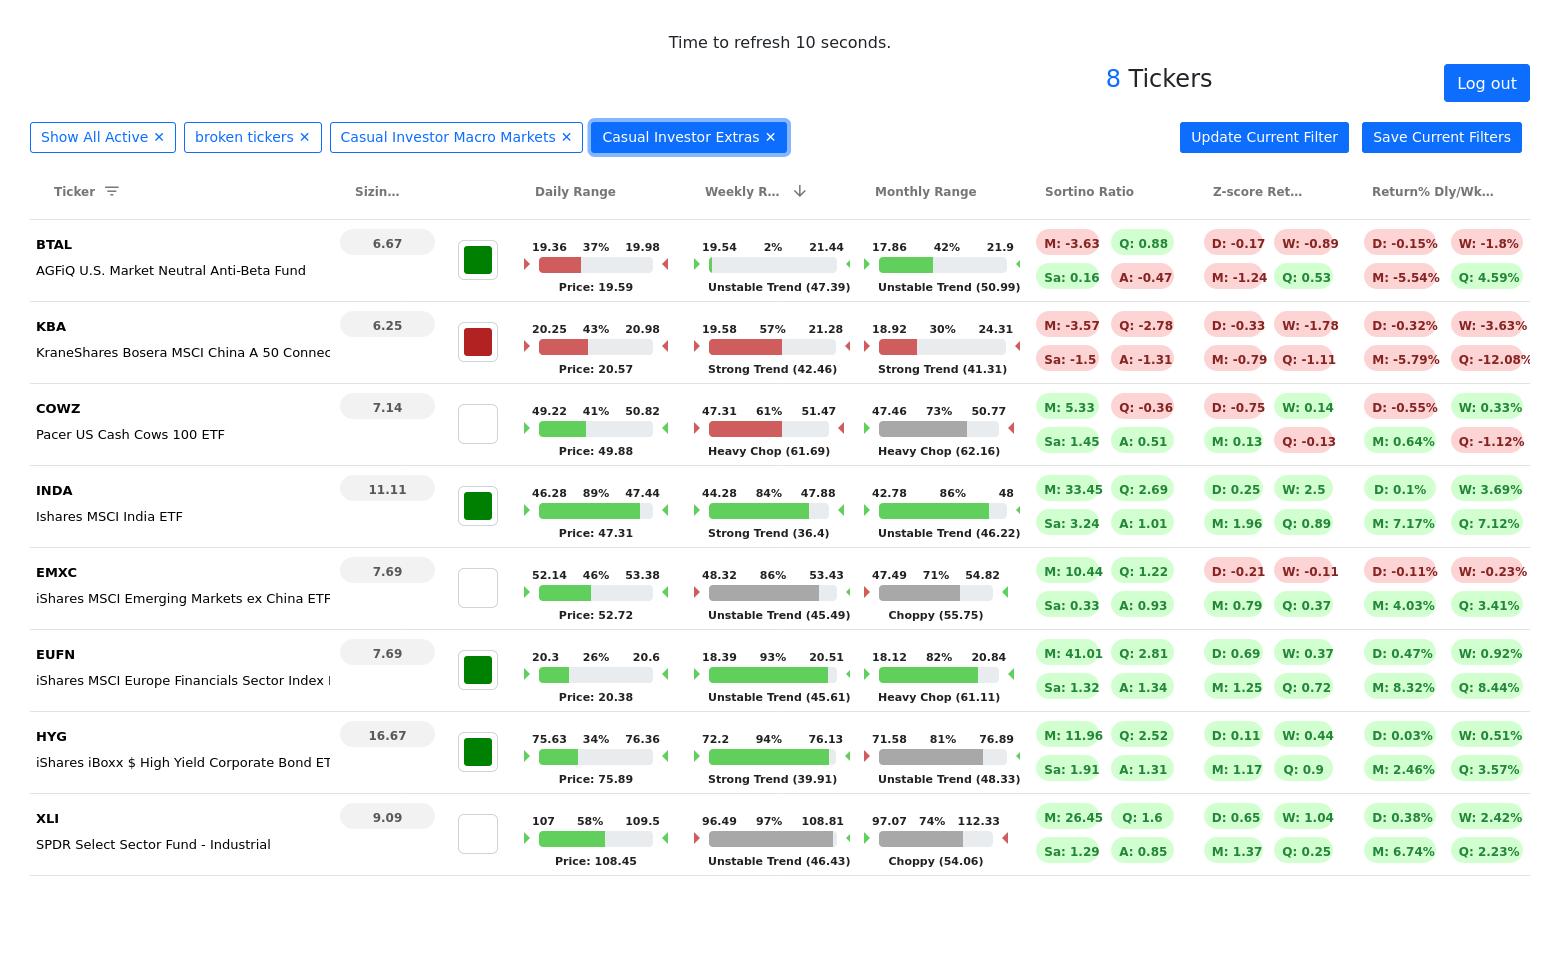 Time to refresh 10 seconds.
8 Tickers
Log out
Show All Active ✕ broken tickers ✕ Casual Investor Macro Markets ✕ Casual Investor Extras ✕ Update Current Filter Save Current Filters
Ticker Sizin... Daily Range Weekly R... Monthly Range Sortino Ratio Z-score Ret... Return% Dly/Wk...
BTAL 6.67 19.36 37% 19.98 19.54 2% 21.44 17.86 42% 21.9 M: -3.63 Q: 0.88 D: -0.17 W: -0.89 D: -0.15% W: -1.8%
AGFiQ U.S. Market Neutral Anti-Beta Fund Sa: 0.16 A: -0.47 M: -1.24 Q: 0.53 M: -5.54% Q: 4.59%
Price: 19.59 Unstable Trend (47.39) Unstable Trend (50.99)
KBA 6.25 20.25 43% 20.98 19.58 57% 21.28 18.92 30% 24.31 M: -3.57 Q: -2.78 D: -0.33 W: -1.78 D: -0.32% W: -3.63%
KraneShares Bosera MSCI China A 50 Connec Sa: -1.5 A: -1.31 M: -0.79 Q: -1.11 M: -5.79% Q: -12.08%
Price: 20.57 Strong Trend (42.46) Strong Trend (41.31)
COWZ 7.14 49.22 41% 50.82 47.31 61% 51.47 47.46 73% 50.77 M: 5.33 Q: -0.36 D: -0.75 W: 0.14 D: -0.55% W: 0.33%
Pacer US Cash Cows 100 ETF Sa: 1.45 A: 0.51 M: 0.13 Q: -0.13 M: 0.64% Q: -1.12%
Price: 49.88 Heavy Chop (61.69) Heavy Chop (62.16)
INDA 11.11 46.28 89% 47.44 44.28 84% 47.88 42.78 86% 48 M: 33.45 Q: 2.69 D: 0.25 W: 2.5 D: 0.1% W: 3.69%
Ishares MSCI India ETF Sa: 3.24 A: 1.01 M: 1.96 Q: 0.89 M: 7.17% Q: 7.12%
Price: 47.31 Strong Trend (36.4) Unstable Trend (46.22)
EMXC 7.69 52.14 46% 53.38 48.32 86% 53.43 47.49 71% 54.82 M: 10.44 Q: 1.22 D: -0.21 W: -0.11 D: -0.11% W: -0.23%
iShares MSCI Emerging Markets ex China ETF Sa: 0.33 A: 0.93 M: 0.79 Q: 0.37 M: 4.03% Q: 3.41%
Price: 52.72 Unstable Trend (45.49) Choppy (55.75)
EUFN 7.69 20.3 26% 20.6 18.39 93% 20.51 18.12 82% 20.84 M: 41.01 Q: 2.81 D: 0.69 W: 0.37 D: 0.47% W: 0.92%
iShares MSCI Europe Financials Sector Index Sa: 1.32 A: 1.34 M: 1.25 Q: 0.72 M: 8.32% Q: 8.44%
Price: 20.38 Unstable Trend (45.61) Heavy Chop (61.11)
HYG 16.67 75.63 34% 76.36 72.2 94% 76.13 71.58 81% 76.89 M: 11.96 Q: 2.52 D: 0.11 W: 0.44 D: 0.03% W: 0.51%
iShares iBoxx $ High Yield Corporate Bond ET Sa: 1.91 A: 1.31 M: 1.17 Q: 0.9 M: 2.46% Q: 3.57%
Price: 75.89 Strong Trend (39.91) Unstable Trend (48.33)
XLI 9.09 107 58% 109.5 96.49 97% 108.81 97.07 74% 112.33 M: 26.45 Q: 1.6 D: 0.65 W: 1.04 D: 0.38% W: 2.42%
SPDR Select Sector Fund - Industrial Sa: 1.29 A: 0.85 M: 1.37 Q: 0.25 M: 6.74% Q: 2.23%
Price: 108.45 Unstable Trend (46.43) Choppy (54.06)